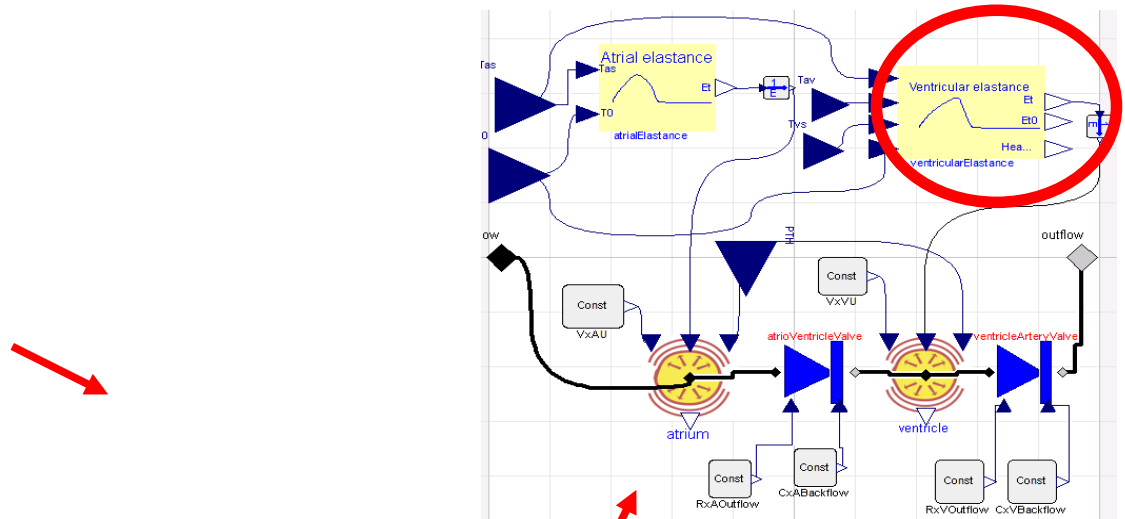 Tas
Atrial elastance
Tas
Et
1
E
T0
0
atrialElastance
Tav
Tvs
Ventricular elastance
Et
Et0
Hea...
ventricularElastance
m
ow
PTH
outflow
Const
VxAU
Const
VxVU
atrioVentricleValve
ventricleArteryValve
atrium
ventricle
Const
RxAOutflow
Const
CxABackflow
Const
RxVOutflow
Const
CxVBackflow